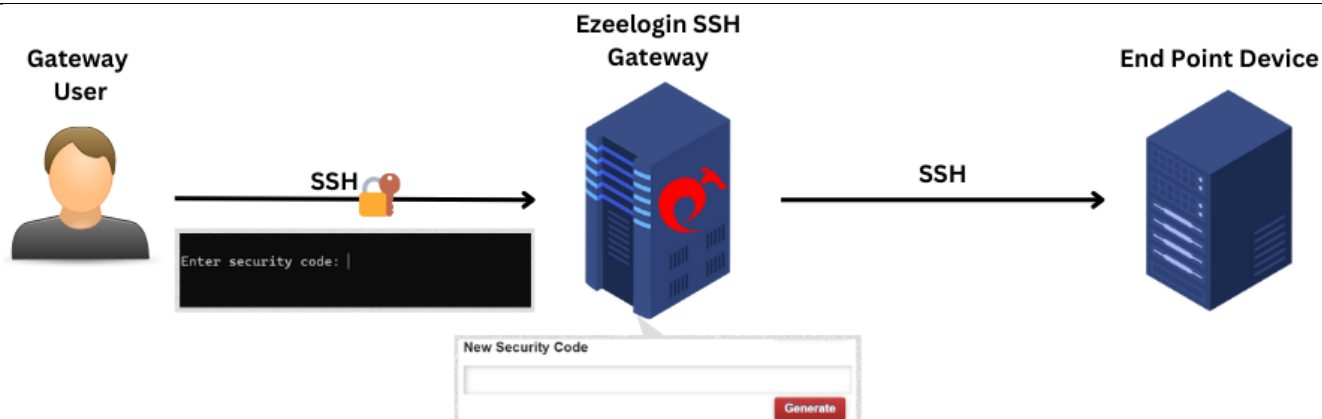 Ezeelogin SSH
Gateway
Gateway
User
End Point Device
SSH
SSH
Enter security code:
New Security Code
Generate